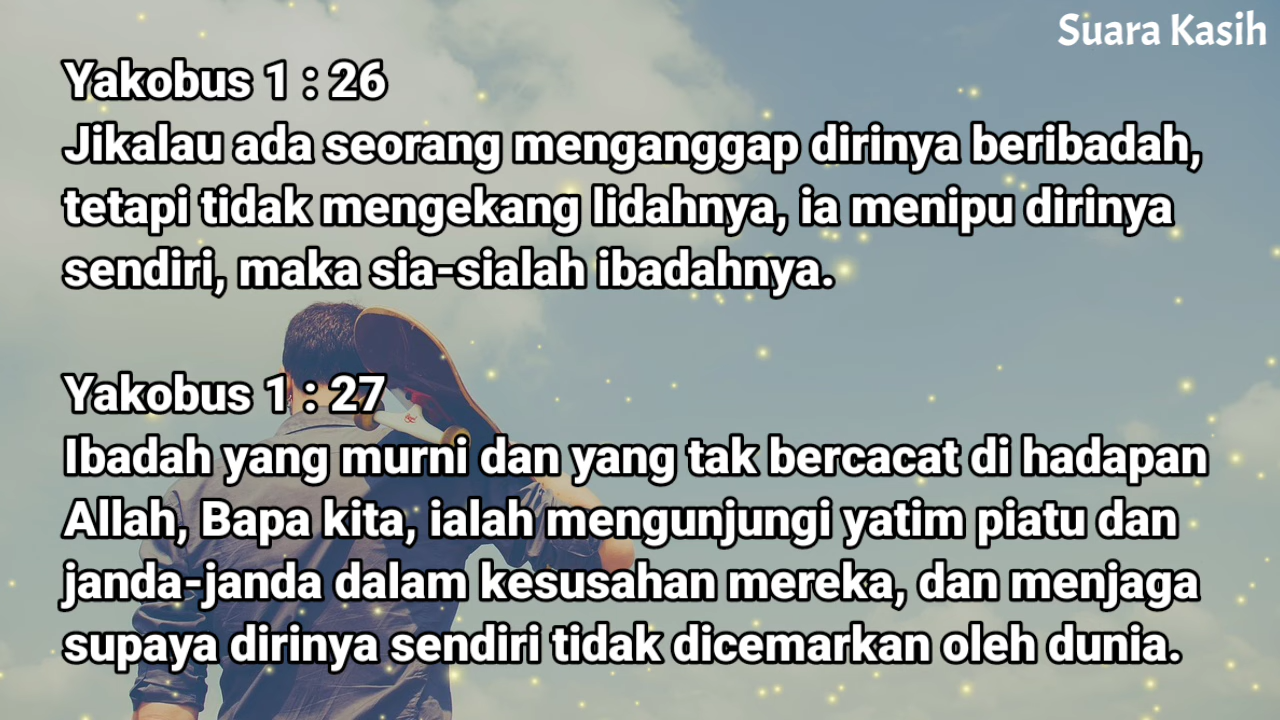 Suara Kasih
Yakobus 1 : 26
Jikalau ada seorang menganggap dirinya beribadah,
tetapi tidak mengekang lidahnya, ia menipu dirinya
sendiri, maka sia-sialah ibadahnya.
Yakobus 1 : 27
Ibadah yang murni dan yang tak bercacat di hadapan
Allah, Bapa kita, ialah mengunjungi yatim piatu dan
janda-janda dalam kesusahan mereka, dan menjaga
supaya dirinya sendiri tidak dicemarkan oleh dunia.